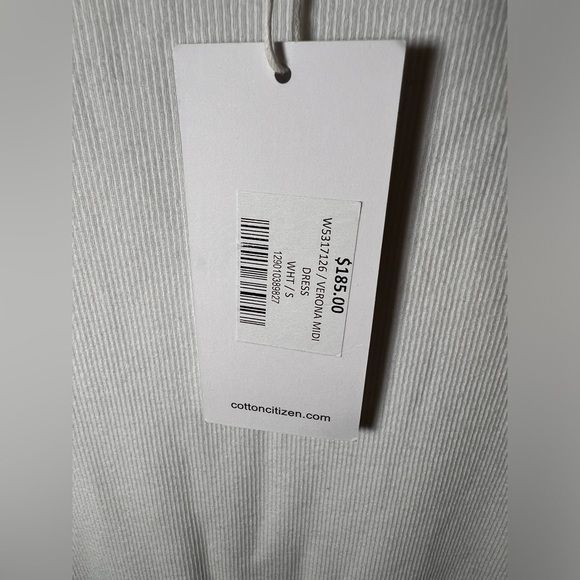 $185.00
W5317126 / VERONA MIDI
DRESS
WHT / S
129010389827
cottoncitizen.com